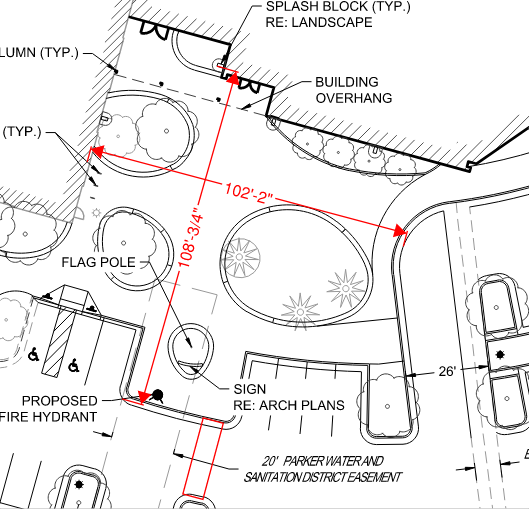 SPLASH BLOCK (TYP.)
RE: LANDSCAPE
LUMN (TYP.)
BUILDING
OVERHANG
(TYP.)
102'-2"
108'-3/4"
FLAG POLE
26'
SIGN
RE: ARCH PLANS
PROPOSED
FIRE HYDRANT
20' PARKER WATER AND
SANITATION DISTRICT EASEMENT